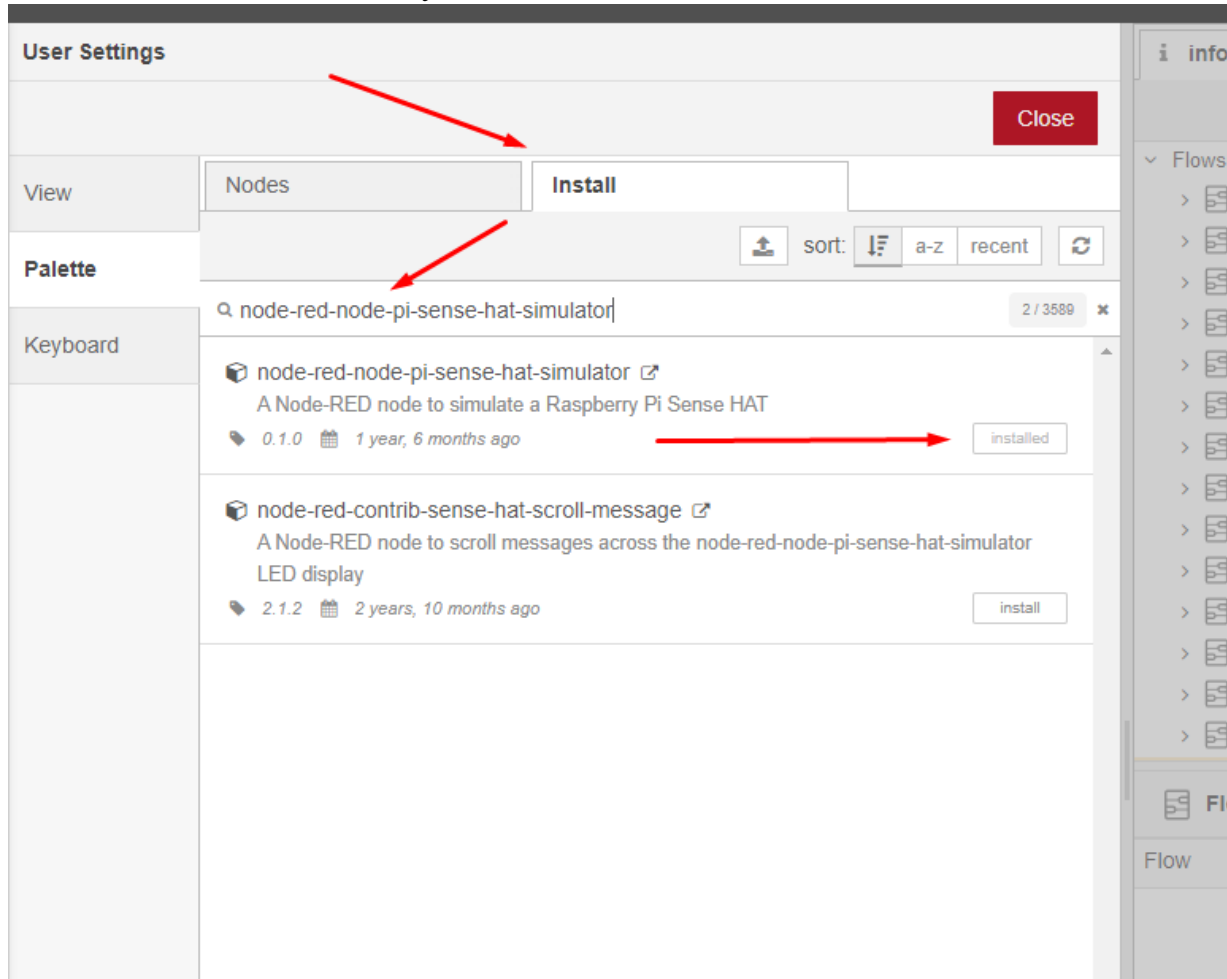 User Settings
i info
Close
Flows
View
Nodes
Install
sort:
a-z
recent
Palette
node-red-node-pi-sense-hat-simulator
2 / 3589
Keyboard
node-red-node-pi-sense-hat-simulator
A Node-RED node to simulate a Raspberry Pi Sense HAT
0.1.0 1 year, 6 months ago
installed
node-red-contrib-sense-hat-scroll-message
A Node-RED node to scroll messages across the node-red-node-pi-sense-hat-simulator
LED display
2.1.2 2 years, 10 months ago
install
Flow